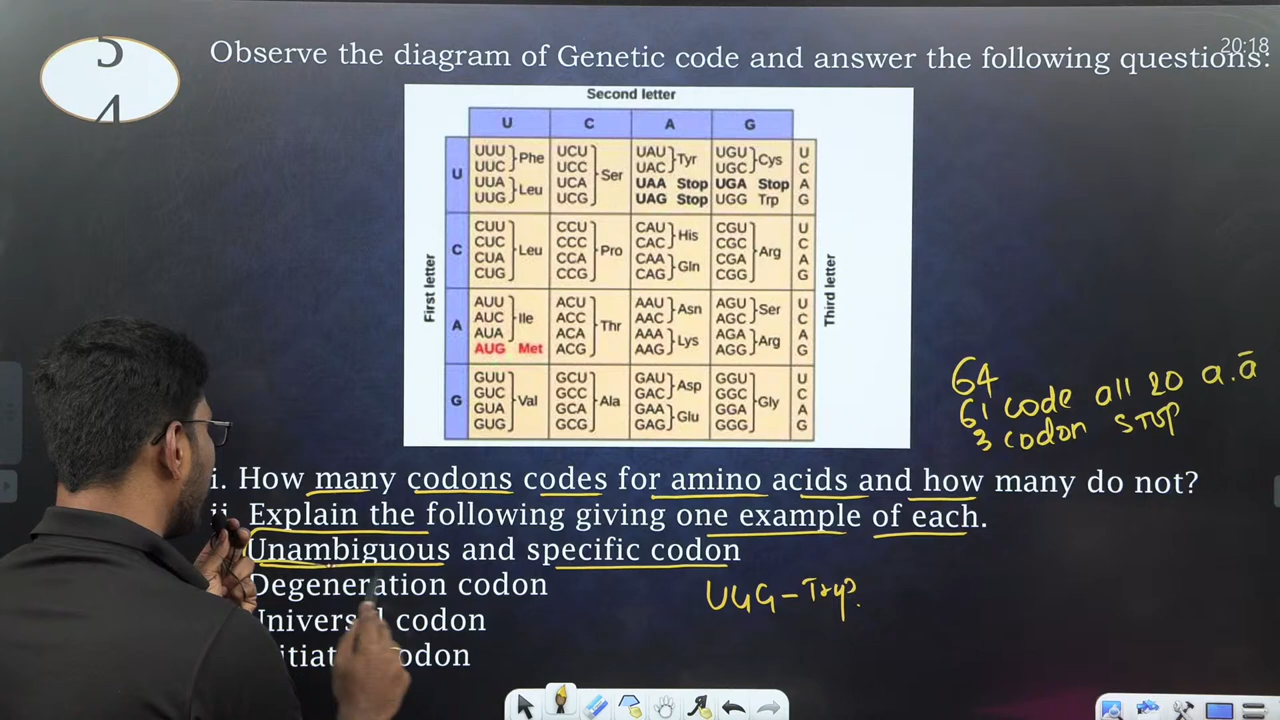 5
4
Observe the diagram of Genetic code and answer the following questions:
20:18
Second letter
U C A G
First letter
Third letter
U
UUU UUC Phe
UUA UUG Leu
UCU UCC UCA UCG Ser
UAU UAC Tyr
UAA Stop
UAG Stop
UGU UGC Cys
UGA Stop
UGG Trp
U C A G
C
CUU CUC CUA CUG Leu
CCU CCC CCA CCG Pro
CAU CAC His
CAA CAG Gln
CGU CGC CGA CGG Arg
U C A G
A
AUU AUC AUA Ile
AUG Met
ACU ACC ACA ACG Thr
AAU AAC Asn
AAA AAG Lys
AGU AGC Ser
AGA AGG Arg
U C A G
G
GUU GUC GUA GUG Val
GCU GCC GCA GCG Ala
GAU GAC Asp
GAA GAG Glu
GGU GGC GGA GGG Gly
U C A G
64
61 code all 20 a.a
3 codon STOP
i. How many codons codes for amino acids and how many do not?
ii. Explain the following giving one example of each.
Unambiguous and specific codon
Degeneration codon
codon
codon
UGG - Tryp.